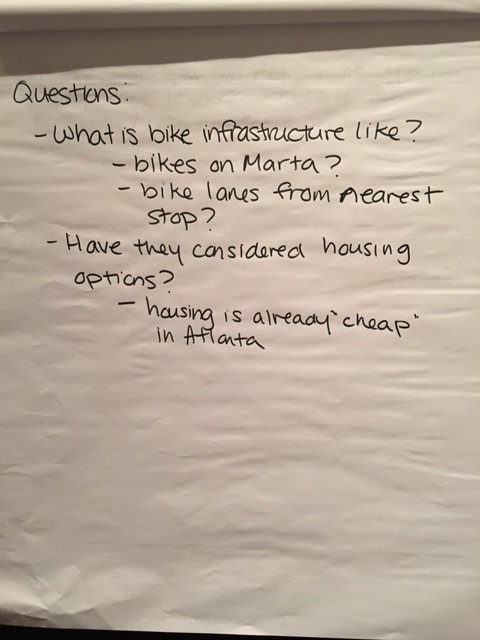 Questions:
- What is bike infrastructure like?
- bikes on Marta?
- bike lanes from nearest
stop?
- Have they considered housing
options?
- housing is already "cheap"
in Atlanta